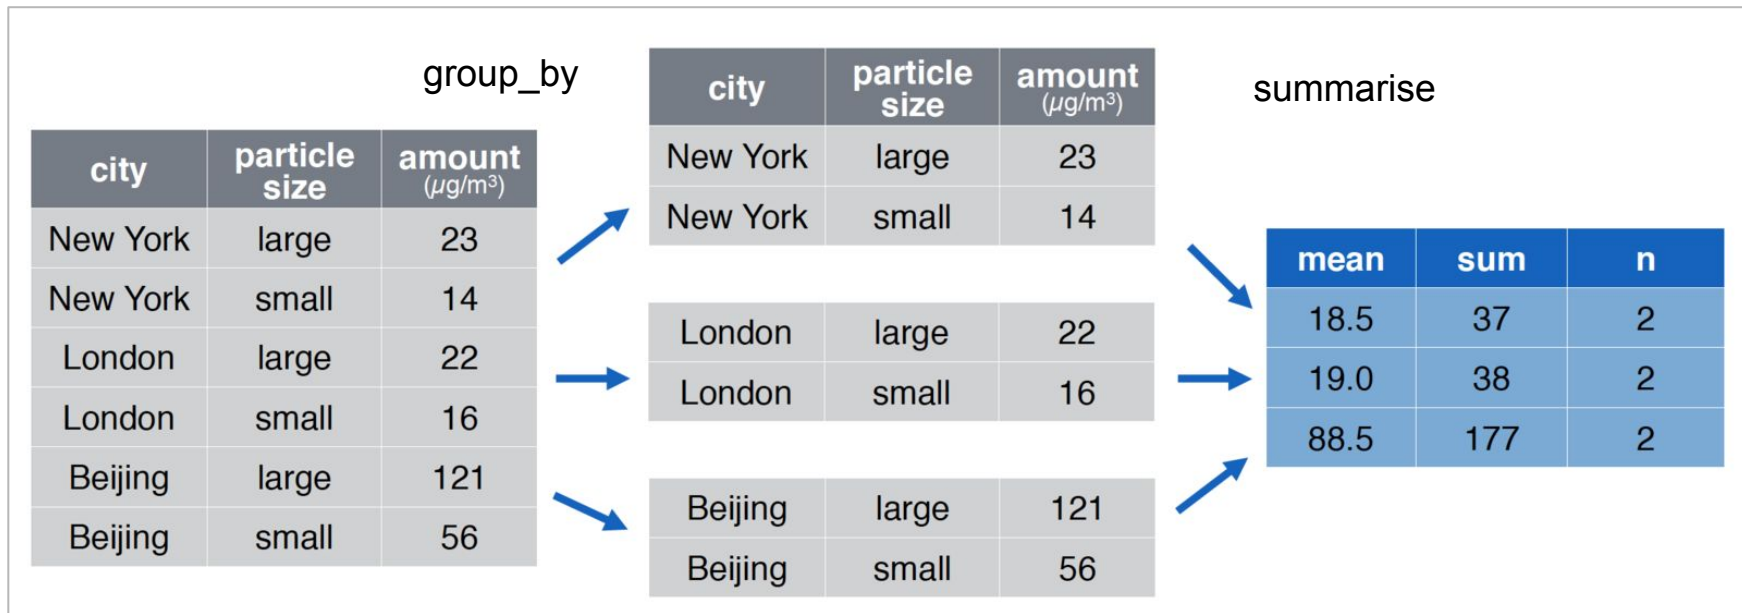 group_by
city particle size amount (µg/m³)
New York large 23
New York small 14
London large 22
London small 16
Beijing large 121
Beijing small 56
city particle size amount (µg/m³)
New York large 23
New York small 14
London large 22
London small 16
Beijing large 121
Beijing small 56
summarise
mean sum n
18.5 37 2
19.0 38 2
88.5 177 2